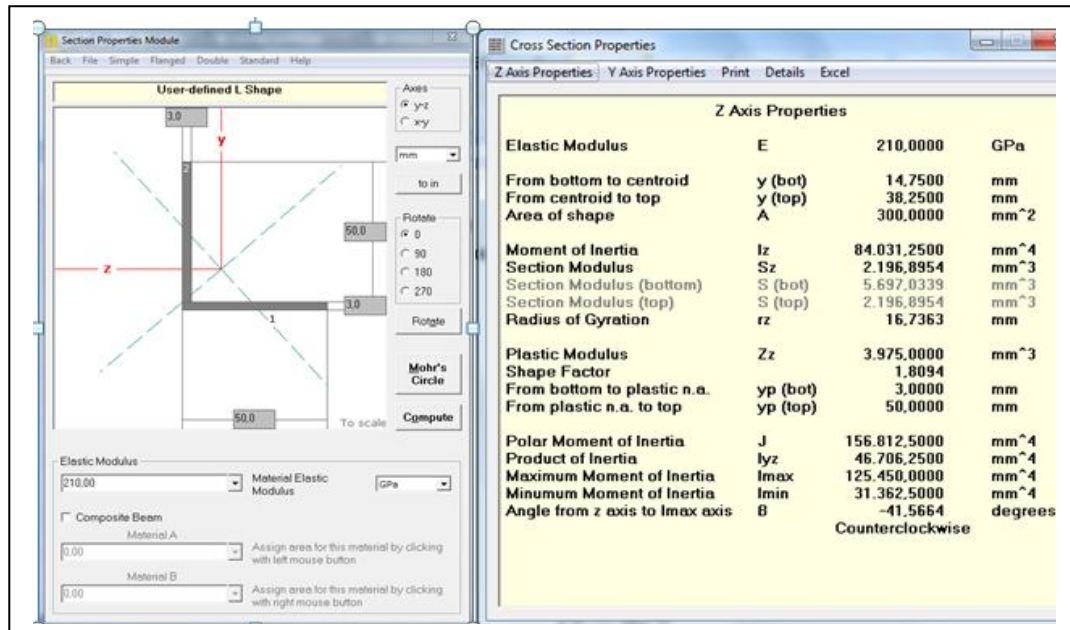 Section Properties Module
Back File Simple Flanged Double Standard Help
User-defined L Shape
3,0
y
2
z
50,0
3,0
1
50,0
To scale
Axes
y-z
x-y
mm
to in
Rotate
0
90
180
270
Rotate
Mohr's
Circle
Compute
Elastic Modulus
210,00
Material Elastic
Modulus
GPa
Composite Beam
Material A
0,00
Assign area for this material by clicking
with left mouse button
Material B
0,00
Assign area for this material by clicking
with right mouse button
Cross Section Properties
Z Axis Properties Y Axis Properties Print Details Excel
Z Axis Properties
Elastic Modulus E 210,0000 GPa
From bottom to centroid y (bot) 14,7500 mm
From centroid to top y (top) 38,2500 mm
Area of shape A 300,0000 mm^2
Moment of Inertia Iz 84.031,2500 mm^4
Section Modulus Sz 2.196,8954 mm^3
Section Modulus (bottom) S (bot) 5.697,0339 mm^3
Section Modulus (top) S (top) 2.196,8954 mm^3
Radius of Gyration rz 16,7363 mm
Plastic Modulus Zz 3.975,0000 mm^3
Shape Factor 1,8094
From bottom to plastic n.a. yp (bot) 3,0000 mm
From plastic n.a. to top yp (top) 50,0000 mm
Polar Moment of Inertia J 156.812,5000 mm^4
Product of Inertia Iyz 46.706,2500 mm^4
Maximum Moment of Inertia Imax 125.450,0000 mm^4
Minumum Moment of Inertia Imin 31.362,5000 mm^4
Angle from z axis to Imax axis B -41,5664 degrees
Counterclockwise